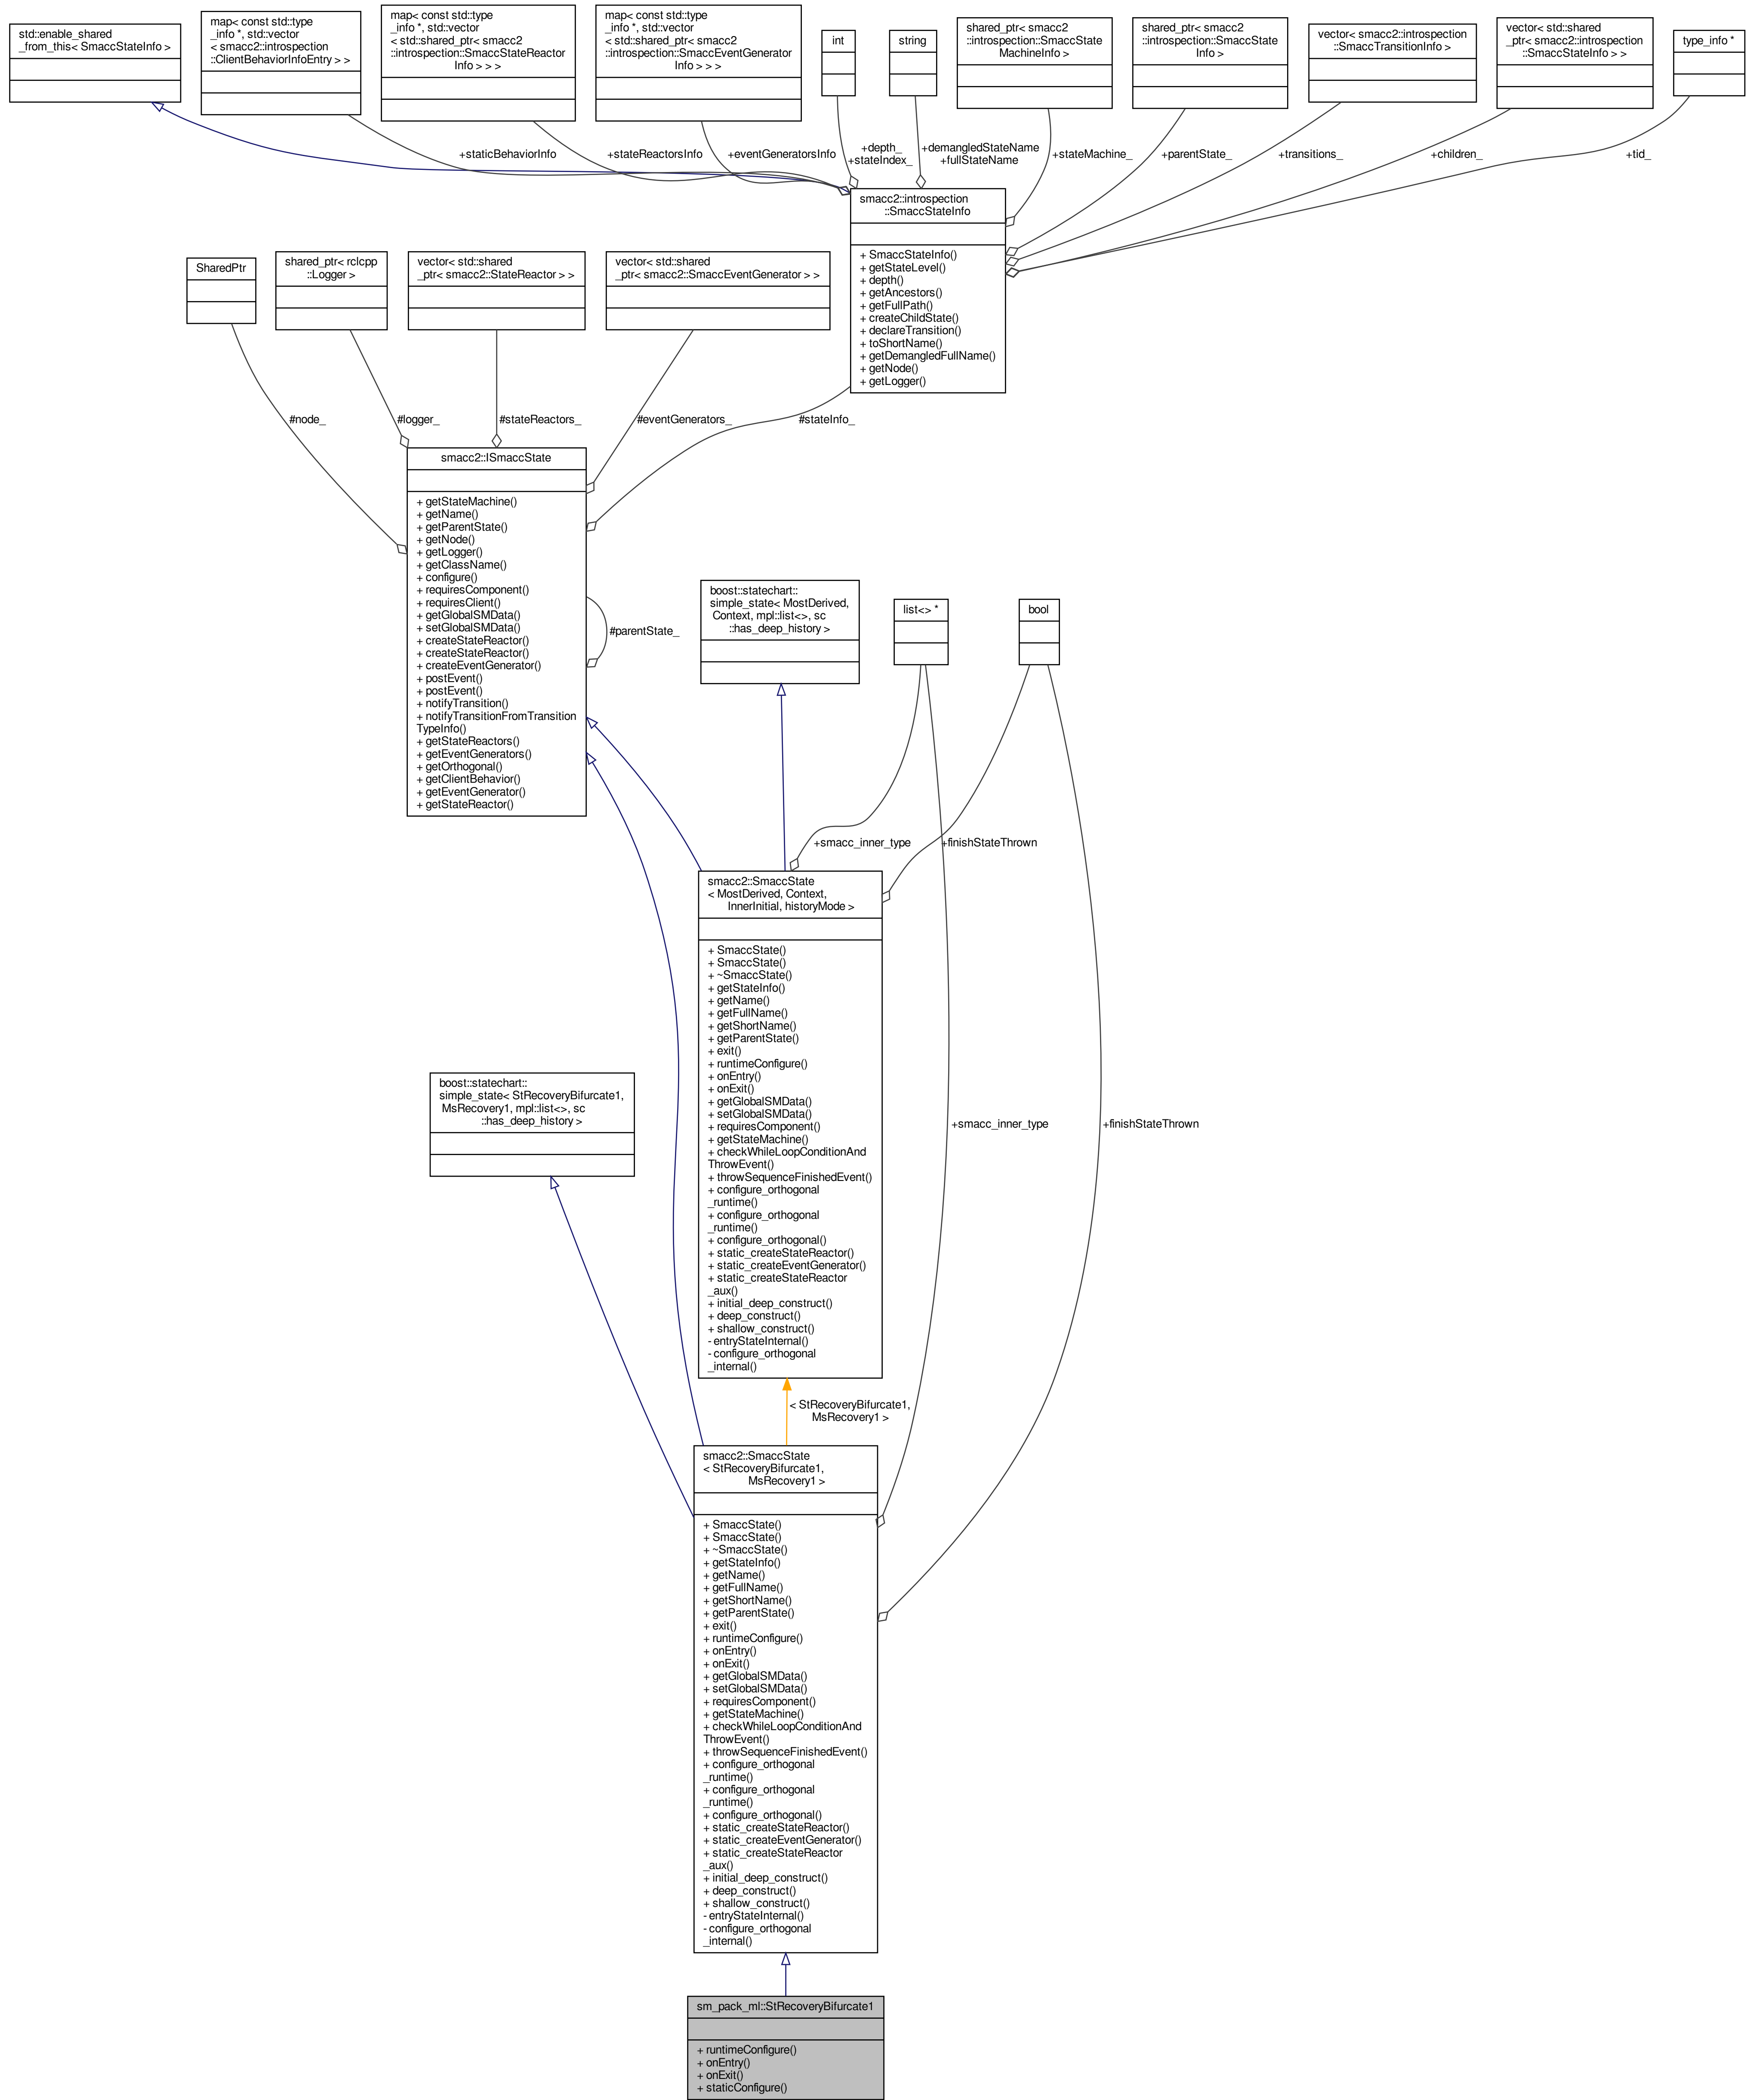 std::enable_shared
_from_this< SmaccStateInfo >
map< const std::type
_info *, std::vector
< smacc2::introspection
::ClientBehaviorInfoEntry > >
map< const std::type
_info *, std::vector
< std::shared_ptr< smacc2
::introspection::SmaccStateReactor
Info > > >
map< const std::type
_info *, std::vector
< std::shared_ptr< smacc2
::introspection::SmaccEventGenerator
Info > > >
int
string
shared_ptr< smacc2
::introspection::SmaccState
MachineInfo >
shared_ptr< smacc2
::introspection::SmaccState
Info >
vector< smacc2::introspection
::SmaccTransitionInfo >
vector< std::shared
_ptr< smacc2::introspection
::SmaccStateInfo > >
type_info *
+staticBehaviorInfo
+stateReactorsInfo
+eventGeneratorsInfo
+depth_
+stateIndex_
+demangledStateName
+fullStateName
+stateMachine_
+parentState_
+transitions_
+children_
+tid_
smacc2::introspection
::SmaccStateInfo
+ SmaccStateInfo()
+ getStateLevel()
+ depth()
+ getAncestors()
+ getFullPath()
+ createChildState()
+ declareTransition()
+ toShortName()
+ getDemangledFullName()
+ getNode()
+ getLogger()
SharedPtr
shared_ptr< rclcpp
::Logger >
vector< std::shared
_ptr< smacc2::StateReactor > >
vector< std::shared
_ptr< smacc2::SmaccEventGenerator > >
#node_
#logger_
#stateReactors_
#eventGenerators_
#stateInfo_
smacc2::ISmaccState
+ getStateMachine()
+ getName()
+ getParentState()
+ getNode()
+ getLogger()
+ getClassName()
+ configure()
+ requiresComponent()
+ requiresClient()
+ getGlobalSMData()
+ setGlobalSMData()
+ createStateReactor()
+ createStateReactor()
+ createEventGenerator()
+ postEvent()
+ postEvent()
+ notifyTransition()
+ notifyTransitionFromTransition
TypeInfo()
+ getStateReactors()
+ getEventGenerators()
+ getOrthogonal()
+ getClientBehavior()
+ getEventGenerator()
+ getStateReactor()
#parentState_
boost::statechart::
simple_state< MostDerived,
Context, mpl::list<>, sc
::has_deep_history >
list<> *
bool
+smacc_inner_type
+finishStateThrown
smacc2::SmaccState
< MostDerived, Context,
InnerInitial, historyMode >
+ SmaccState()
+ SmaccState()
+ ~SmaccState()
+ getStateInfo()
+ getName()
+ getFullName()
+ getShortName()
+ getParentState()
+ exit()
+ runtimeConfigure()
+ onEntry()
+ onExit()
+ getGlobalSMData()
+ setGlobalSMData()
+ requiresComponent()
+ getStateMachine()
+ checkWhileLoopConditionAnd
ThrowEvent()
+ throwSequenceFinishedEvent()
+ configure_orthogonal
_runtime()
+ configure_orthogonal
_runtime()
+ configure_orthogonal()
+ static_createStateReactor()
+ static_createEventGenerator()
+ static_createStateReactor
_aux()
+ initial_deep_construct()
+ deep_construct()
+ shallow_construct()
- entryStateInternal()
- configure_orthogonal
_internal()
boost::statechart::
simple_state< StRecoveryBifurcate1,
MsRecovery1, mpl::list<>, sc
::has_deep_history >
+smacc_inner_type
+finishStateThrown
< StRecoveryBifurcate1,
MsRecovery1 >
smacc2::SmaccState
< StRecoveryBifurcate1,
MsRecovery1 >
+ SmaccState()
+ SmaccState()
+ ~SmaccState()
+ getStateInfo()
+ getName()
+ getFullName()
+ getShortName()
+ getParentState()
+ exit()
+ runtimeConfigure()
+ onEntry()
+ onExit()
+ getGlobalSMData()
+ setGlobalSMData()
+ requiresComponent()
+ getStateMachine()
+ checkWhileLoopConditionAnd
ThrowEvent()
+ throwSequenceFinishedEvent()
+ configure_orthogonal
_runtime()
+ configure_orthogonal
_runtime()
+ configure_orthogonal()
+ static_createStateReactor()
+ static_createEventGenerator()
+ static_createStateReactor
_aux()
+ initial_deep_construct()
+ deep_construct()
+ shallow_construct()
- entryStateInternal()
- configure_orthogonal
_internal()
sm_pack_ml::StRecoveryBifurcate1
+ runtimeConfigure()
+ onEntry()
+ onExit()
+ staticConfigure()